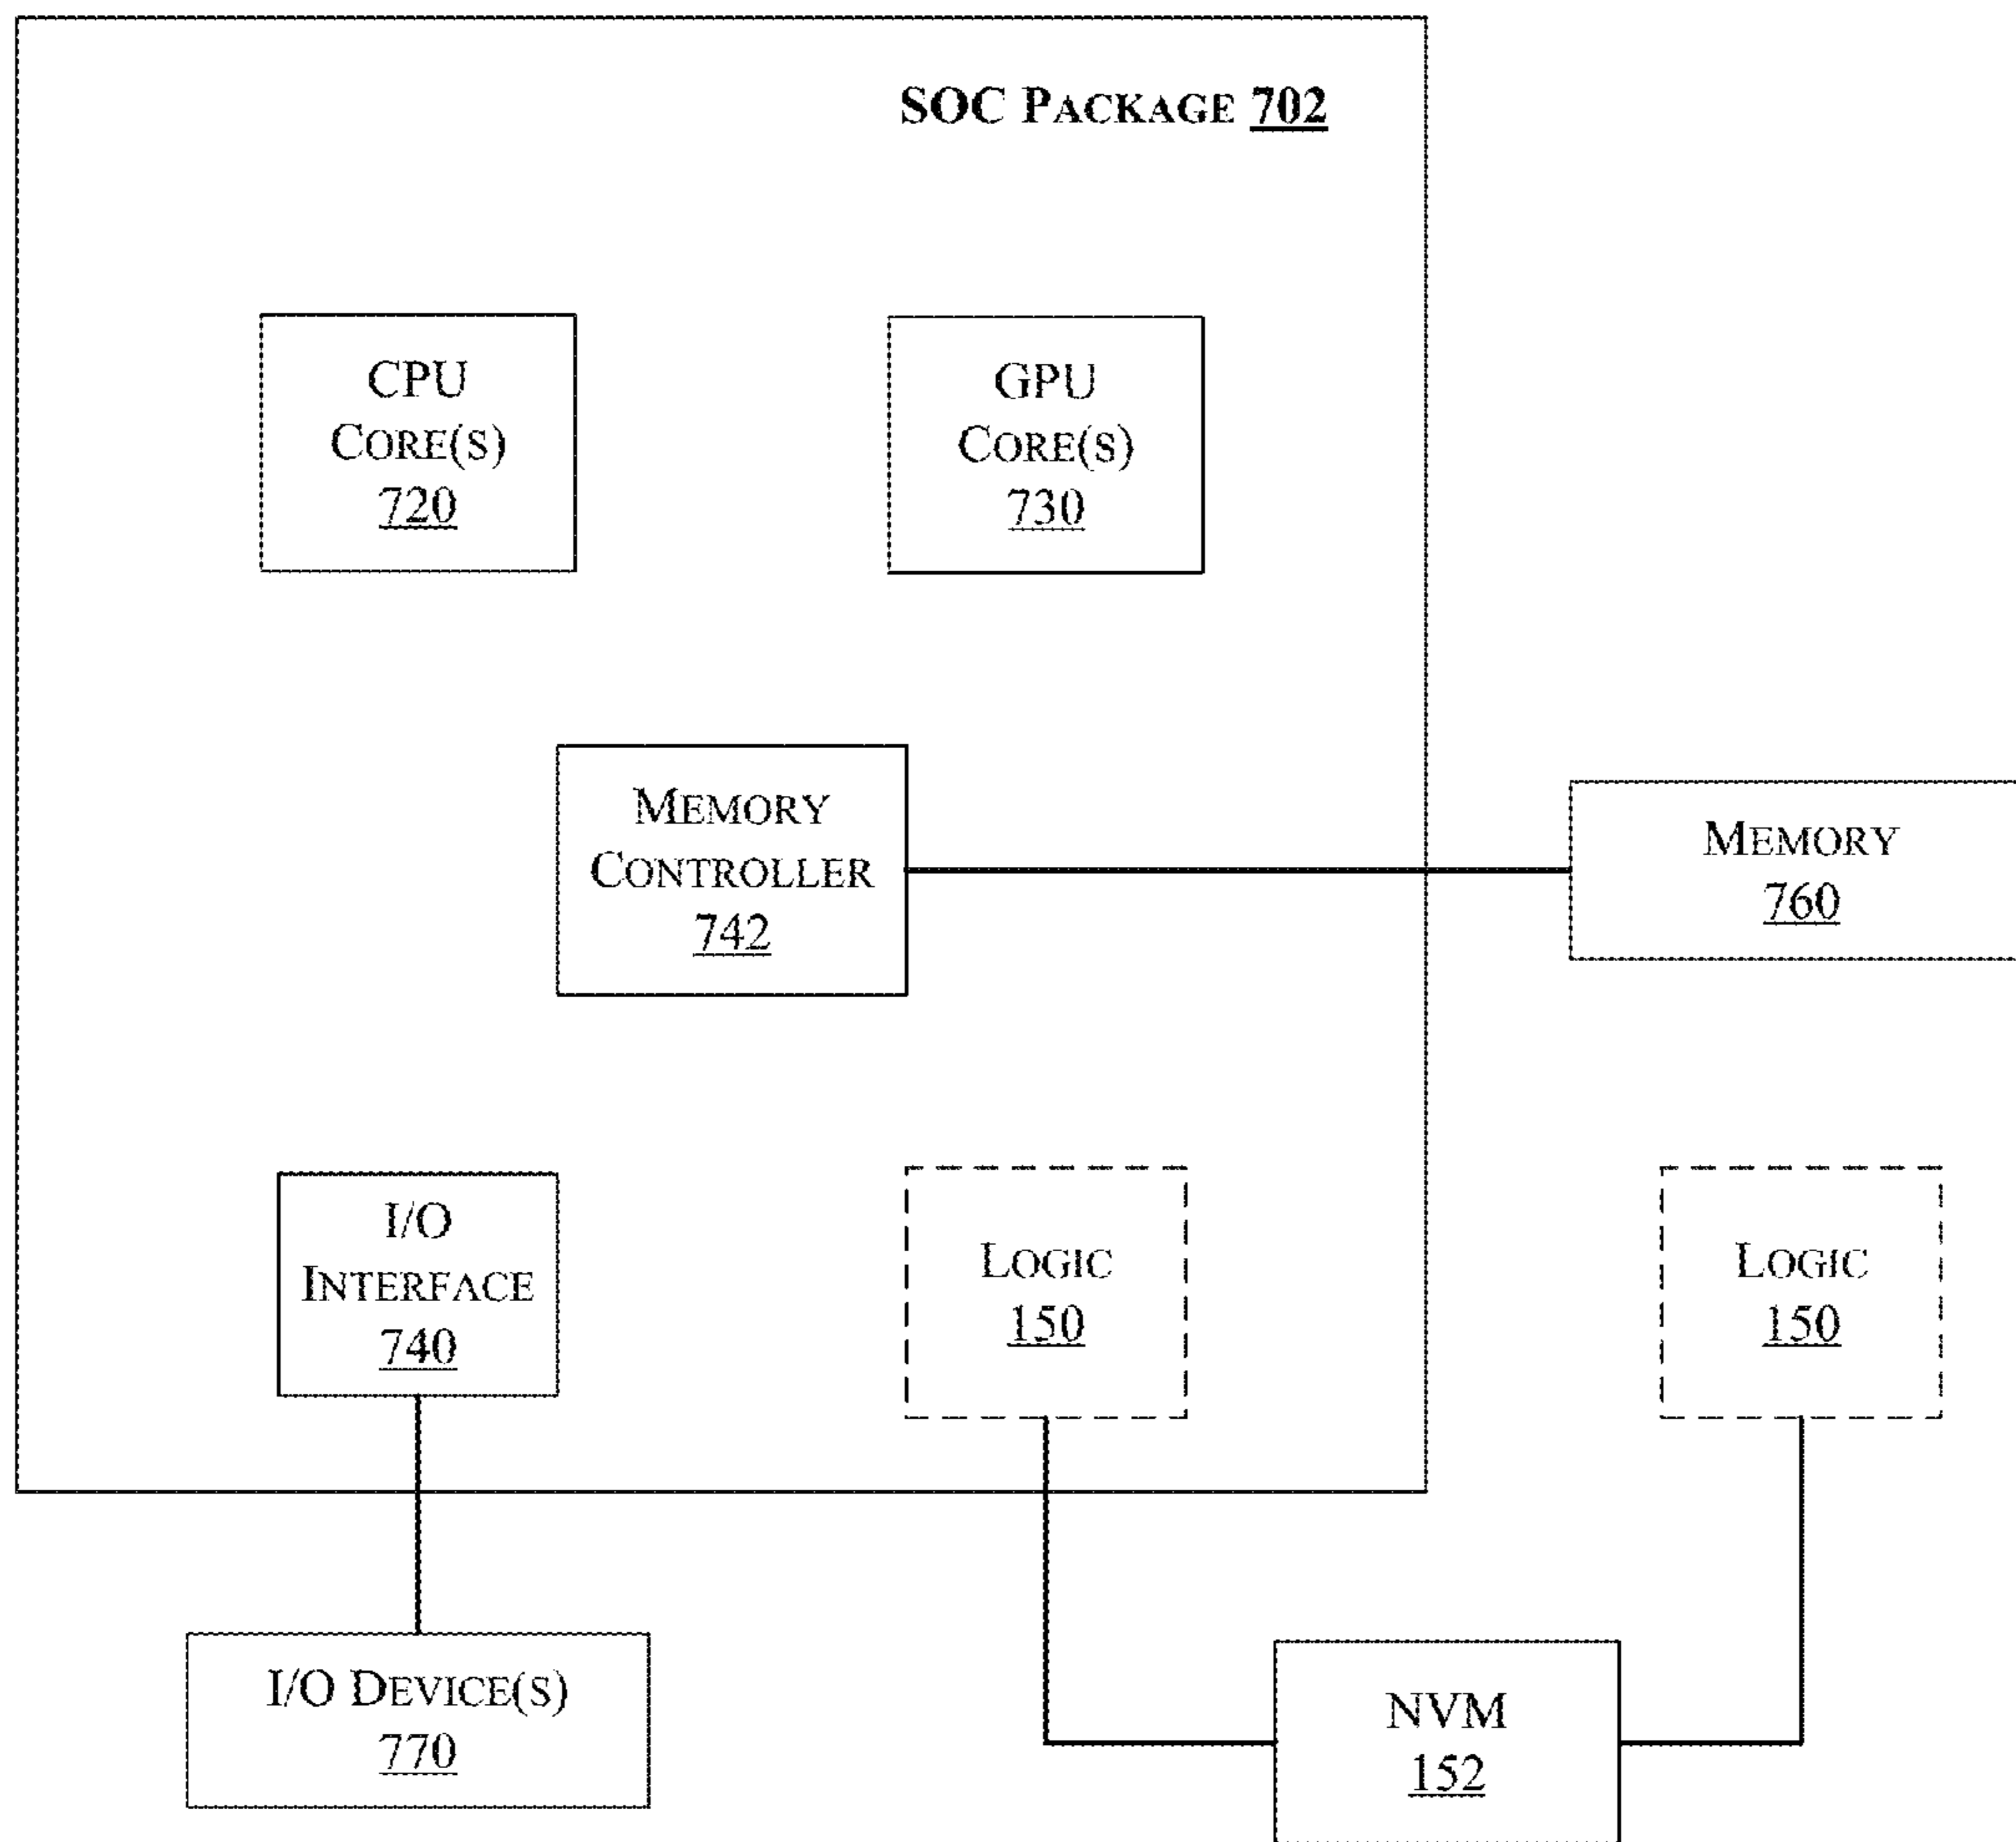 SOC PACKAGE 702
CPU
CORE(S)
720
GPU
CORE(S)
730
MEMORY
CONTROLLER
742
MEMORY
760
I/O
INTERFACE
740
LOGIC
150
LOGIC
150
I/O DEVICE(S)
770
NVM
152